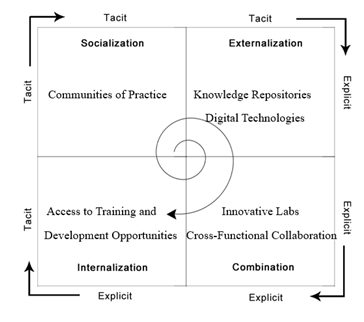 Tacit
Tacit
Socialization
Externalization
Tacit
Explicit
Communities of Practice
Knowledge Repositories
Digital Technologies
Tacit
Explicit
Access to Training and
Development Opportunities
Innovative Labs
Cross-Functional Collaboration
Internalization
Combination
Explicit
Explicit